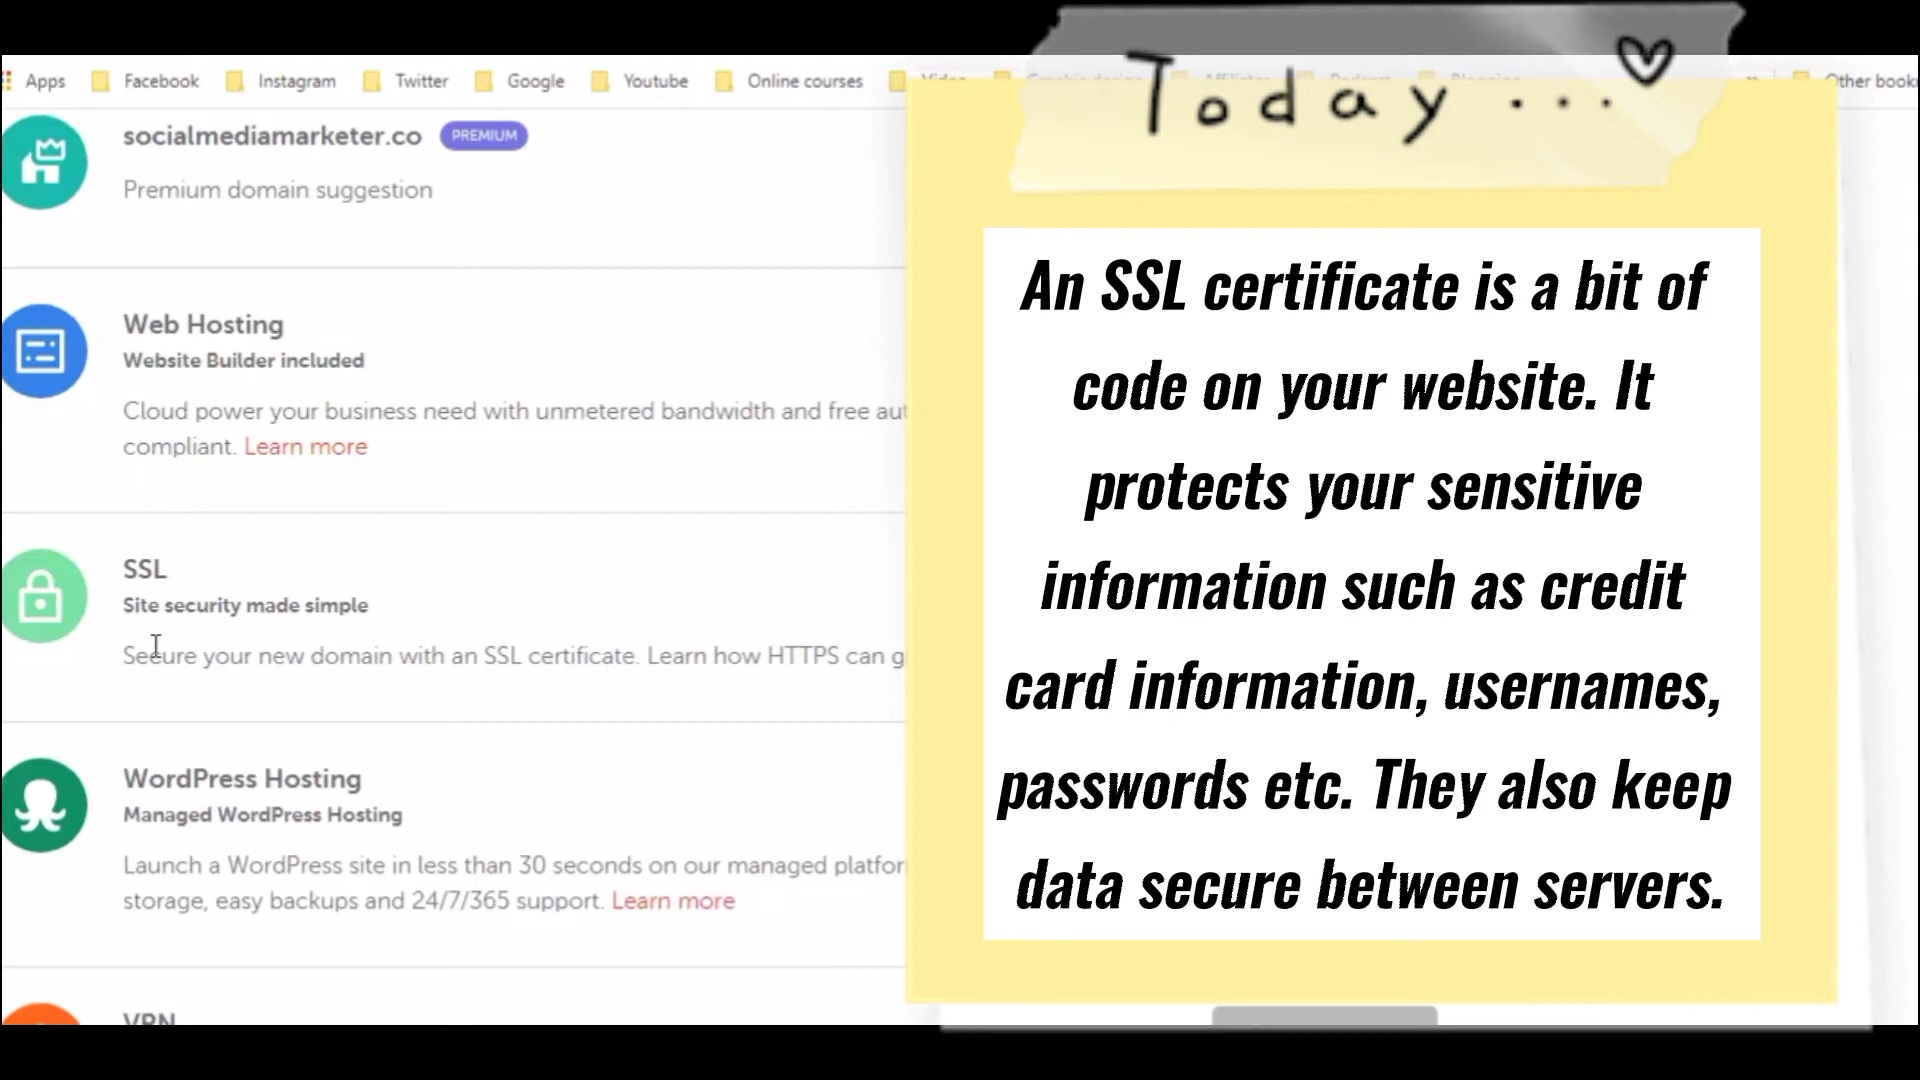 Apps Facebook Instagram Twitter Google Youtube Online courses
socialmediamarketer.co PREMIUM
Premium domain suggestion
Web Hosting
Website Builder included
Cloud power your business need with unmetered bandwidth and free
compliant. Learn more
SSL
Site security made simple
Secure your new domain with an SSL certificate. Learn how HTTPS can
WordPress Hosting
Managed WordPress Hosting
Launch a WordPress site in less than 30 seconds on our managed
storage, easy backups and 24/7/365 support. Learn more
VPN
Today ...
An SSL certificate is a bit of
code on your website. It
protects your sensitive
information such as credit
card information, usernames,
passwords etc. They also keep
data secure between servers.
Other